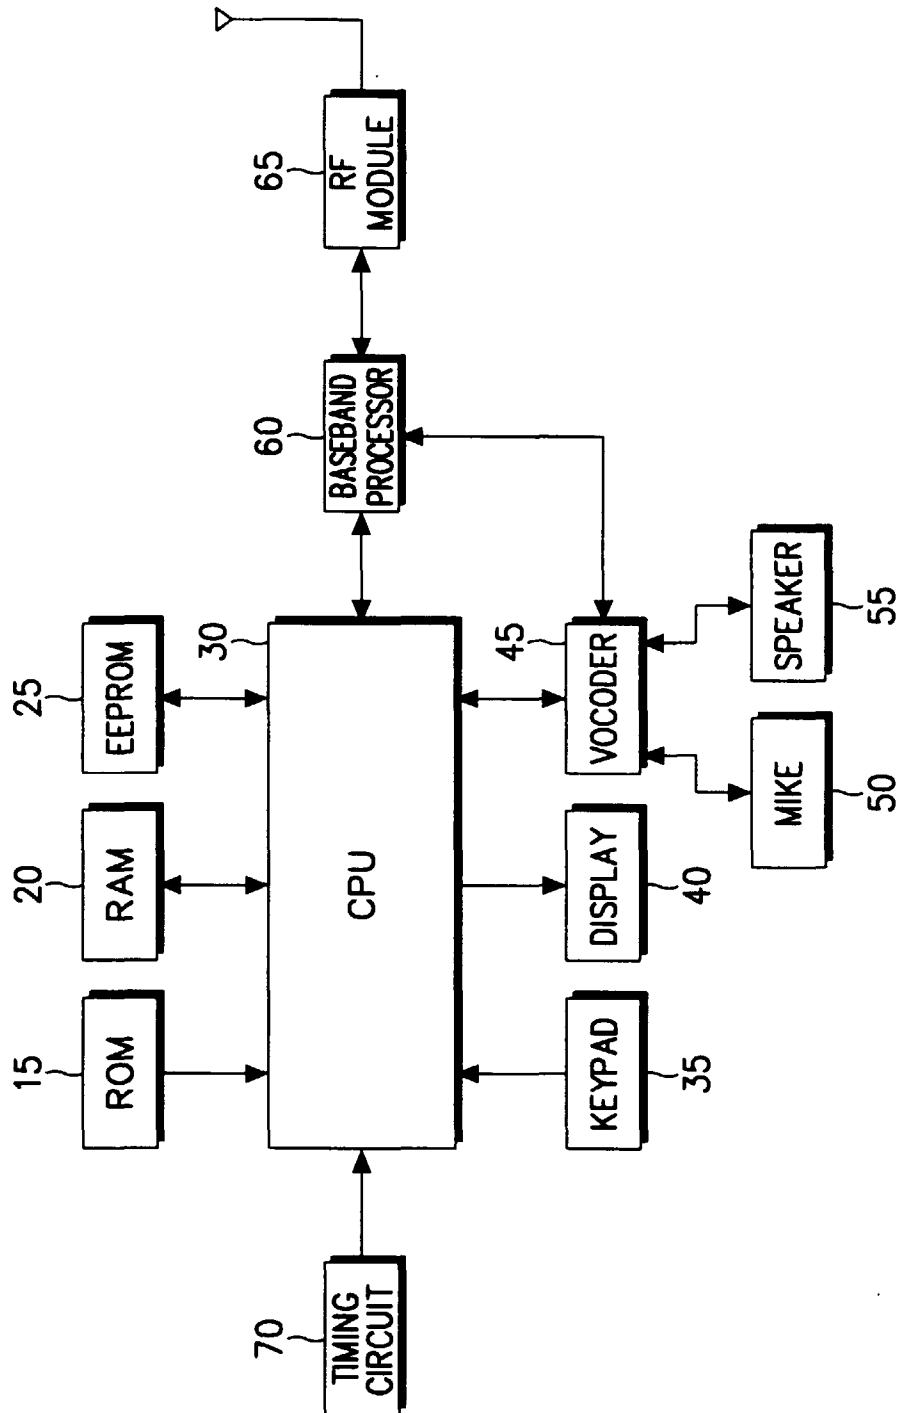 15
ROM
20
RAM
25
EEPROM
70
TIMING
CIRCUIT
30
CPU
60
BASEBAND
PROCESSOR
65
RF
MODULE
KEYPAD
35
DISPLAY
40
45
VOCODER
MIKE
50
SPEAKER
55